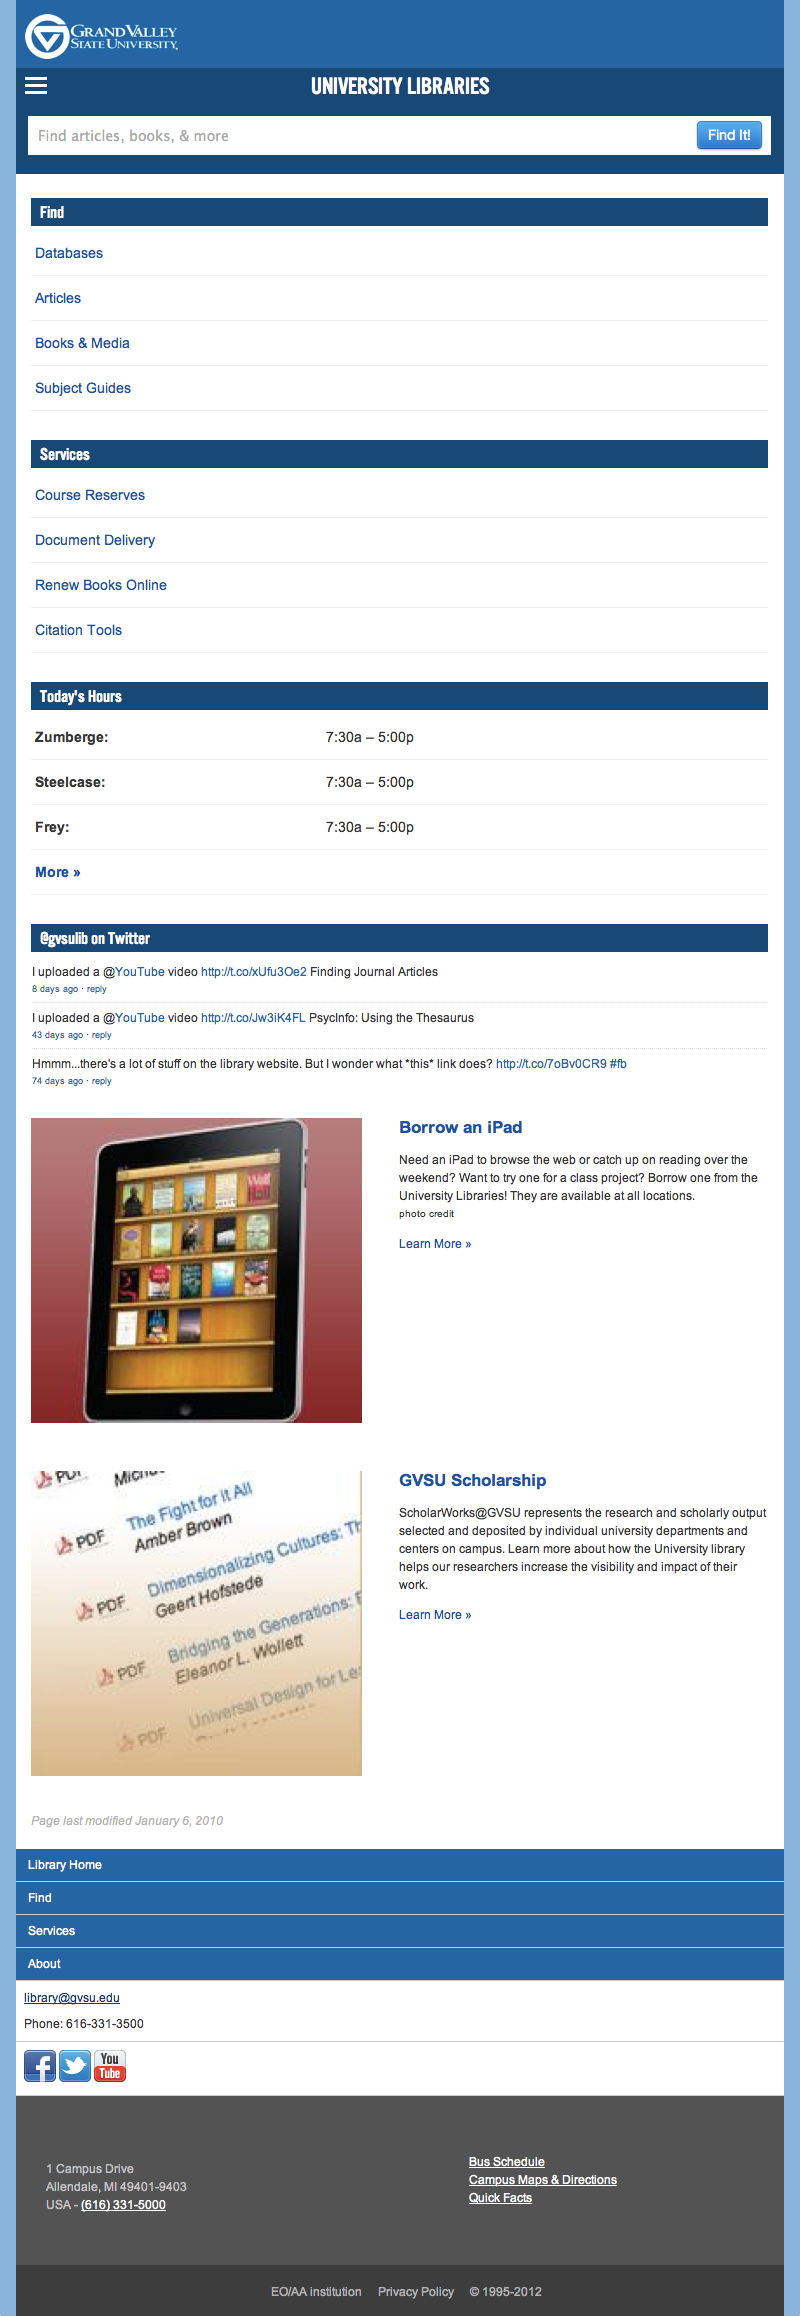 GRAND VALLEY
STATE UNIVERSITY.
UNIVERSITY LIBRARIES
Find articles, books, & more
Find It!
Find
Databases
Articles
Books & Media
Subject Guides
Services
Course Reserves
Document Delivery
Renew Books Online
Citation Tools
Today's Hours
Zumberge: 7:30a – 5:00p
Steelcase: 7:30a – 5:00p
Frey: 7:30a – 5:00p
More »
@gvsulib on Twitter
I uploaded a @YouTube video http://t.co/xUfu3Oe2 Finding Journal Articles
8 days ago · reply
I uploaded a @YouTube video http://t.co/Jw3iK4FL PsycInfo: Using the Thesaurus
43 days ago · reply
Hmmm...there's a lot of stuff on the library website. But I wonder what *this* link does? http://t.co/7oBv0CR9 #fb
74 days ago · reply
Wolf
Hall
Borrow an iPad
Need an iPad to browse the web or catch up on reading over the
weekend? Want to try one for a class project? Borrow one from the
University Libraries! They are available at all locations.
photo credit
Learn More »
PDF
The Fight for it All
PDF Amber Brown
Dimensionalizing Cultures: Th
PDF Geert Hofstede
Bridging the Generations:
PDF Eleanor L. Wollett
Universal Design for Le
PDF
GVSU Scholarship
ScholarWorks@GVSU represents the research and scholarly output
selected and deposited by individual university departments and
centers on campus. Learn more about how the University library
helps our researchers increase the visibility and impact of their
work.
Learn More »
Page last modified January 6, 2010
Library Home
Find
Services
About
library@gvsu.edu
Phone: 616-331-3500
You
Tube
1 Campus Drive
Allendale, MI 49401-9403
USA - (616) 331-5000
Bus Schedule
Campus Maps & Directions
Quick Facts
EO/AA institution Privacy Policy © 1995-2012